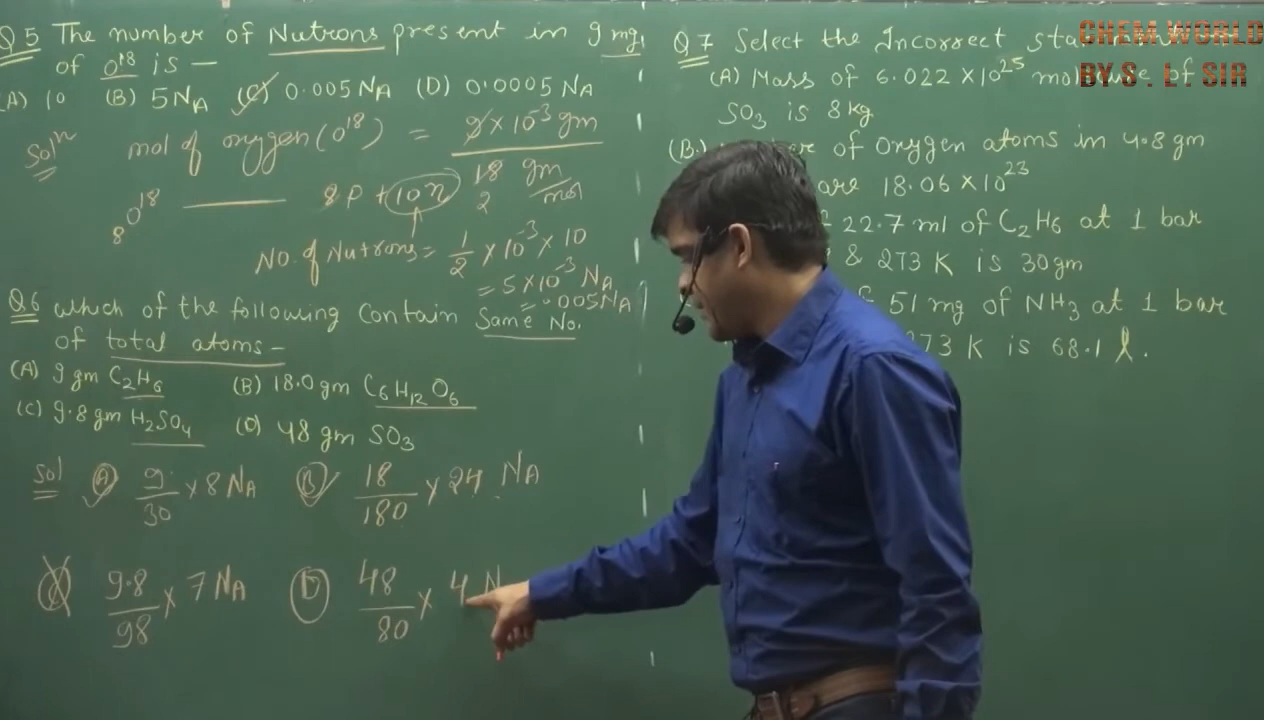 Q5 The number of Nutrons present in 9 mg
of O¹⁸ is —
(A) 10 (B) 5NA (C) 0.005 NA (D) 0.0005 NA
Solⁿ mol of oxygen (O¹⁸) = 9×10⁻³ gm
18 gm/mol
2
₈O¹⁸ —— 8P + 10n
No. of Nutrons = 1/2 × 10⁻³ × 10
= 5 × 10⁻³ NA
= .005NA
Q6 which of the following contain Same No.
of total atoms—
(A) 9 gm C₂H₆ (B) 18.0 gm C₆H₁₂O₆
(C) 9.8 gm H₂SO₄ (D) 48 gm SO₃
Sol (A) 9/30 × 8 NA (B) 18/180 × 24 NA
(C) 9.8/98 × 7 NA (D) 48/80 × 4 N
Q7 Select the Incorrect
(A) Mass of 6.022 × 10²⁵ of
SO₃ is 8 kg
(B) of Oxygen atoms in 4.8 gm
are 18.06 × 10²³
22.7 ml of C₂H₆ at 1 bar
& 273 K is 30 gm
51 mg of NH₃ at 1 bar
73 K is 68.1 l.
CHEM WORLD
BY S. L. SIR